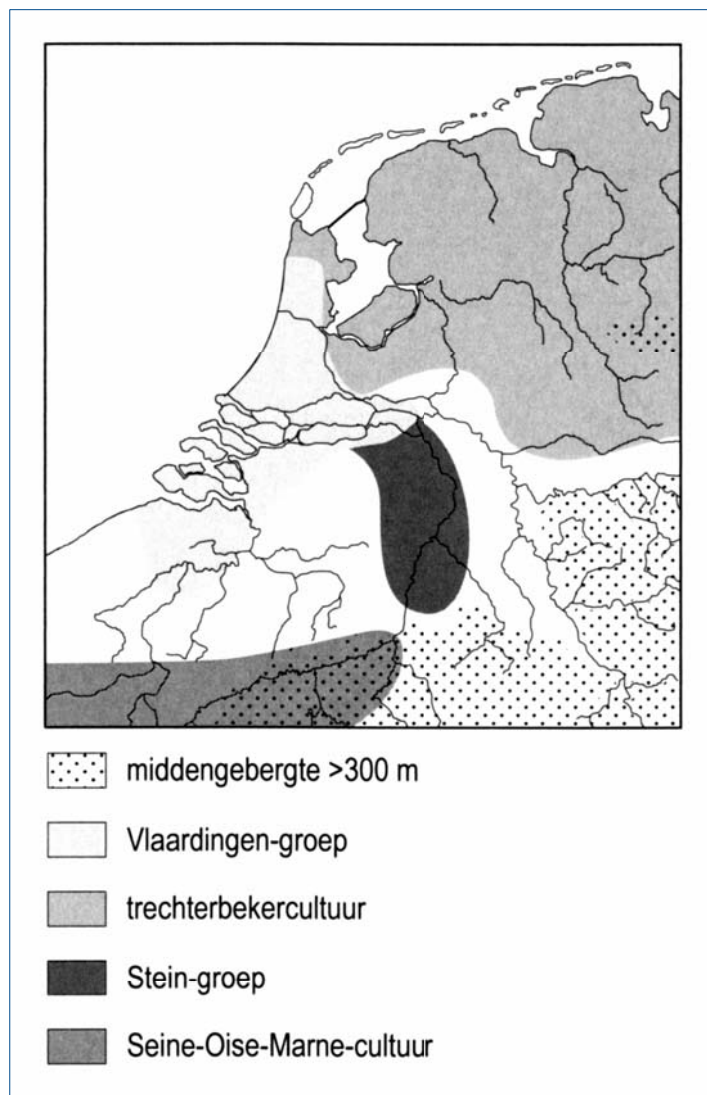 middengebergte >300 m
Vlaardingen-groep
trechterbekercultuur
Stein-groep
Seine-Oise-Marne-cultuur